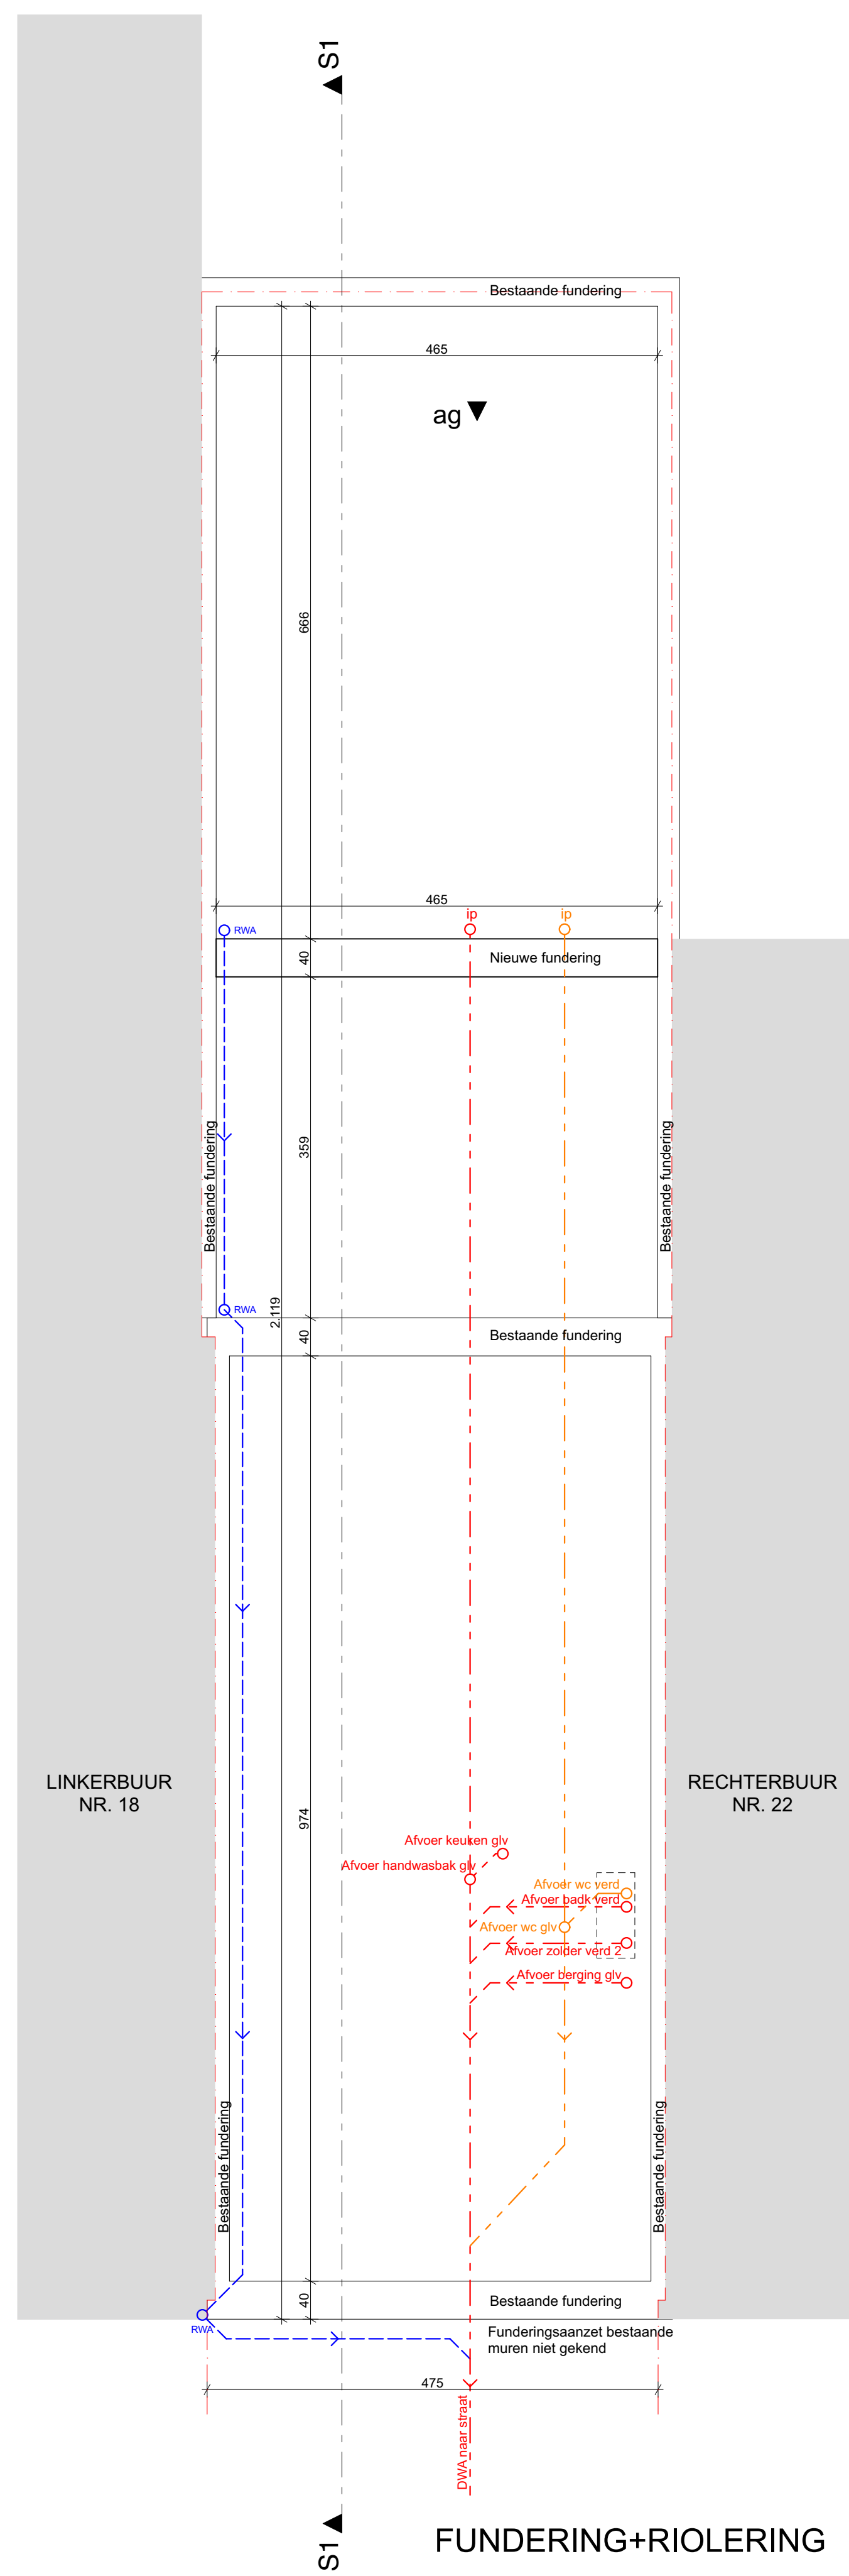 S1
Bestaande fundering
465
ag
666
465
ip
ip
RWA
40
Nieuwe fundering
359
Bestaande fundering
Bestaande fundering
2.119
RWA
40
Bestaande fundering
LINKERBUUR
NR. 18
RECHTERBUUR
NR. 22
974
Afvoer keuken glv
Afvoer handwasbak glv
Afvoer wc verd
Afvoer badk verd
Afvoer wc glv
Afvoer zolder verd 2
Afvoer berging glv
Bestaande fundering
Bestaande fundering
40
Bestaande fundering
RWA
Funderingsaanzet bestaande
muren niet gekend
475
DWA naar straat
S1
FUNDERING+RIOLERING